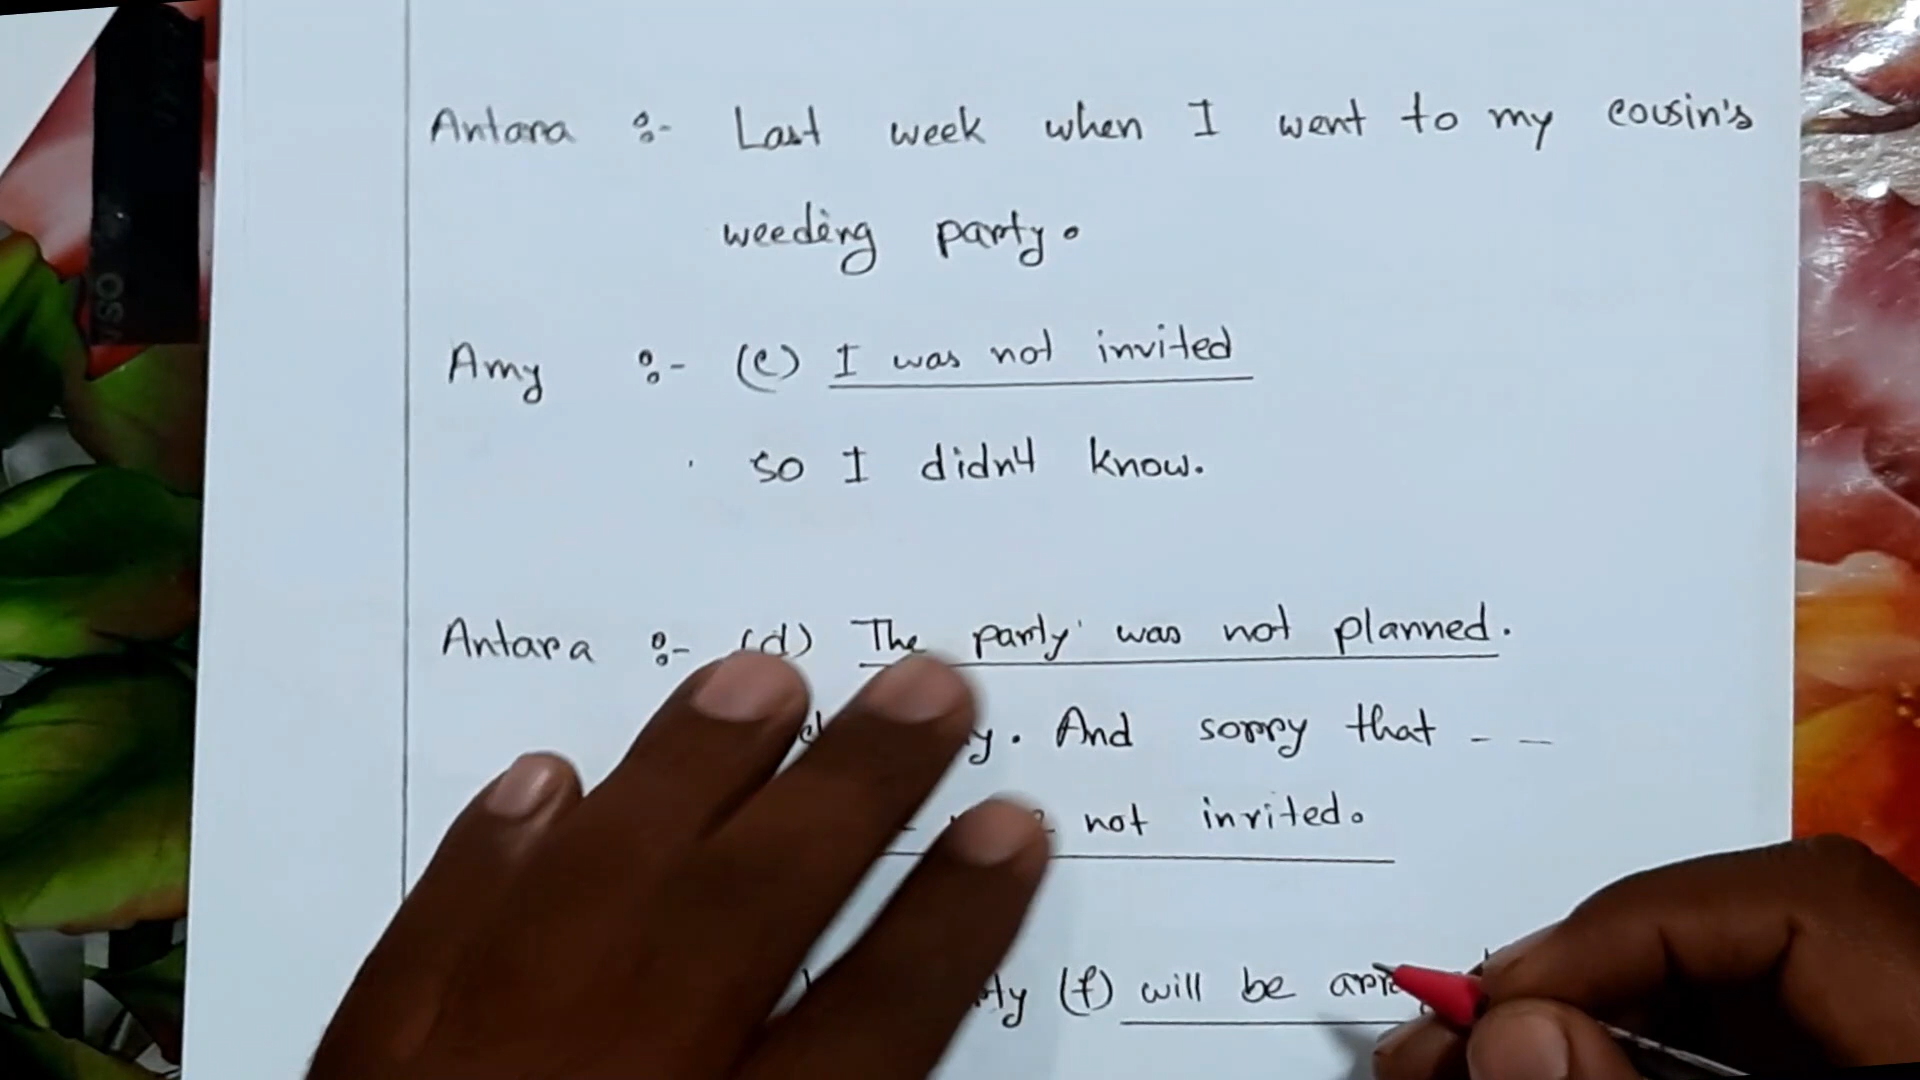 Antara :- Last week when I went to my cousin's
weeding party.
Amy :- (e) I was not invited
so I didn't know.
Antara :- (d) The party was not planned.
And sorry that - -
not invited.
(f) will be